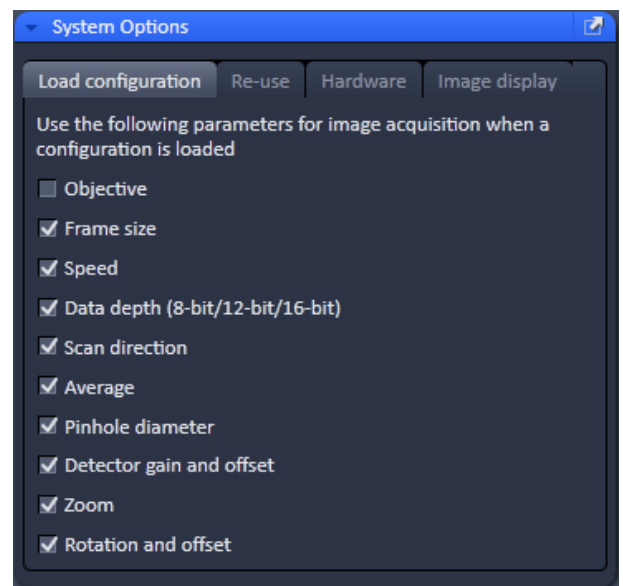 System Options
Load configuration Re-use Hardware Image display
Use the following parameters for image acquisition when a
configuration is loaded
Objective
Frame size
Speed
Data depth (8-bit/12-bit/16-bit)
Scan direction
Average
Pinhole diameter
Detector gain and offset
Zoom
Rotation and offset